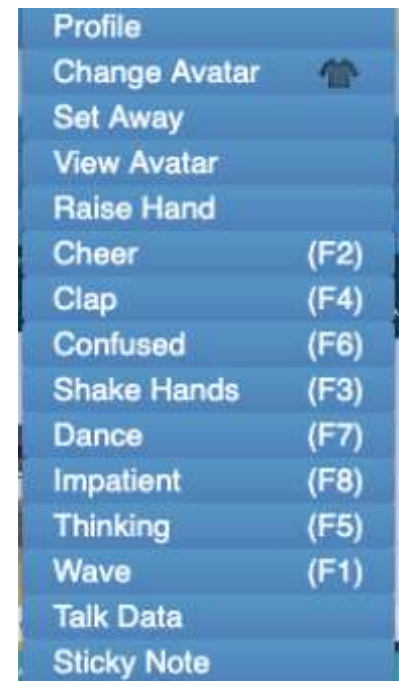 Profile
Change Avatar
Set Away
View Avatar
Raise Hand
Cheer (F2)
Clap (F4)
Confused (F6)
Shake Hands (F3)
Dance (F7)
Impatient (F8)
Thinking (F5)
Wave (F1)
Talk Data
Sticky Note